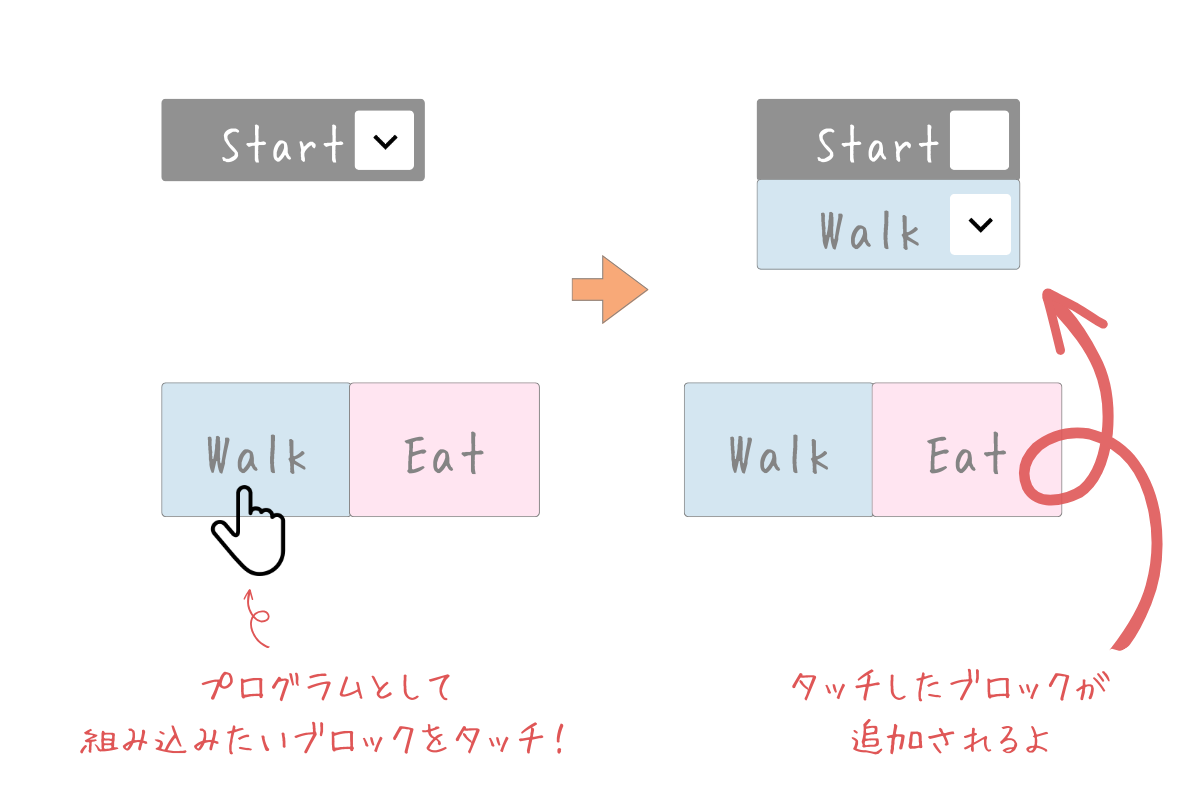 Start
Walk Eat
プログラムとして
組み込みたいブロックをタッチ!
Start
Walk
Walk Eat
タッチしたブロックが
追加されるよ